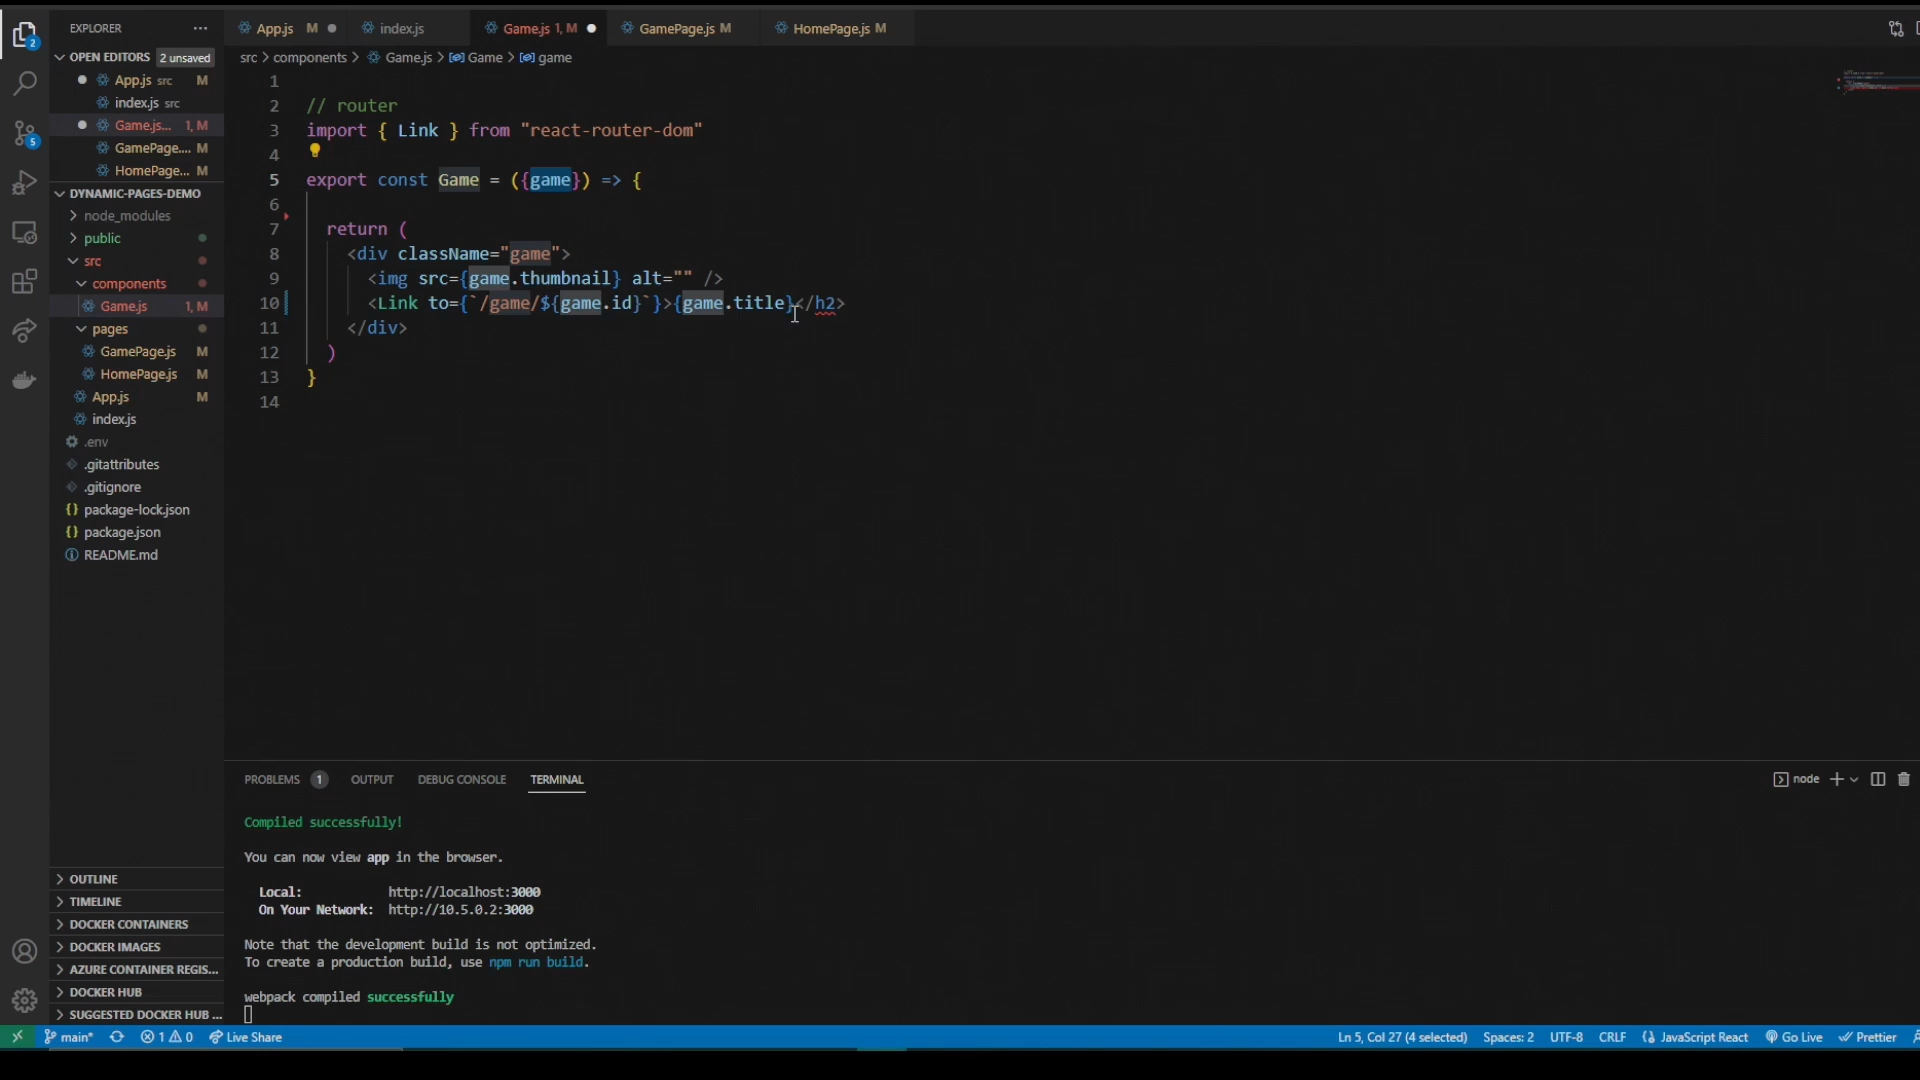 EXPLORER ···
OPEN EDITORS 2 unsaved
App.js src M
index.js src
Game.js... 1, M
GamePage.... M
HomePage... M
DYNAMIC-PAGES-DEMO
node_modules
public
src
components
Game.js 1, M
pages
GamePage.js M
HomePage.js M
App.js M
index.js
.env
.gitattributes
.gitignore
package-lock.json
package.json
README.md
OUTLINE
TIMELINE
DOCKER CONTAINERS
DOCKER IMAGES
AZURE CONTAINER REGIS...
DOCKER HUB
SUGGESTED DOCKER HUB ...
2
5
App.js M
index.js
Game.js 1, M
GamePage.js M
HomePage.js M
src > components > Game.js > Game > game
1
2 // router
3 import { Link } from "react-router-dom"
4
5 export const Game = ({game}) => {
6
7 return (
8 <div className="game">
9 <img src={game.thumbnail} alt="" />
10 <Link to={`/game/${game.id}`}>{game.title}</h2>
11 </div>
12 )
13 }
14
PROBLEMS 1 OUTPUT DEBUG CONSOLE TERMINAL
node
Compiled successfully!
You can now view app in the browser.
Local: http://localhost:3000
On Your Network: http://10.5.0.2:3000
Note that the development build is not optimized.
To create a production build, use npm run build.
webpack compiled successfully
main* 1 0 Live Share
Ln 5, Col 27 (4 selected) Spaces: 2 UTF-8 CRLF JavaScript React Go Live Prettier